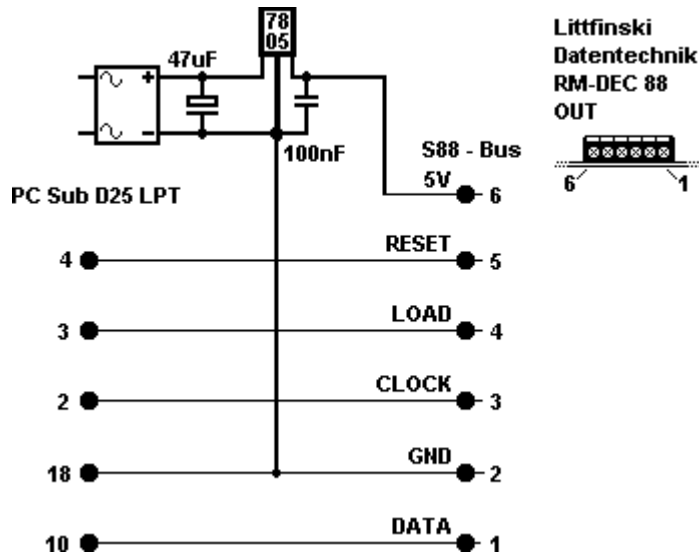 78
05
47uF
+
-
100nF
Littfinski
Datentechnik
RM-DEC 88
OUT
6
1
S88 - Bus
5V
6
PC Sub D25 LPT
RESET
4
5
LOAD
3
4
CLOCK
2
3
GND
18
2
DATA
10
1